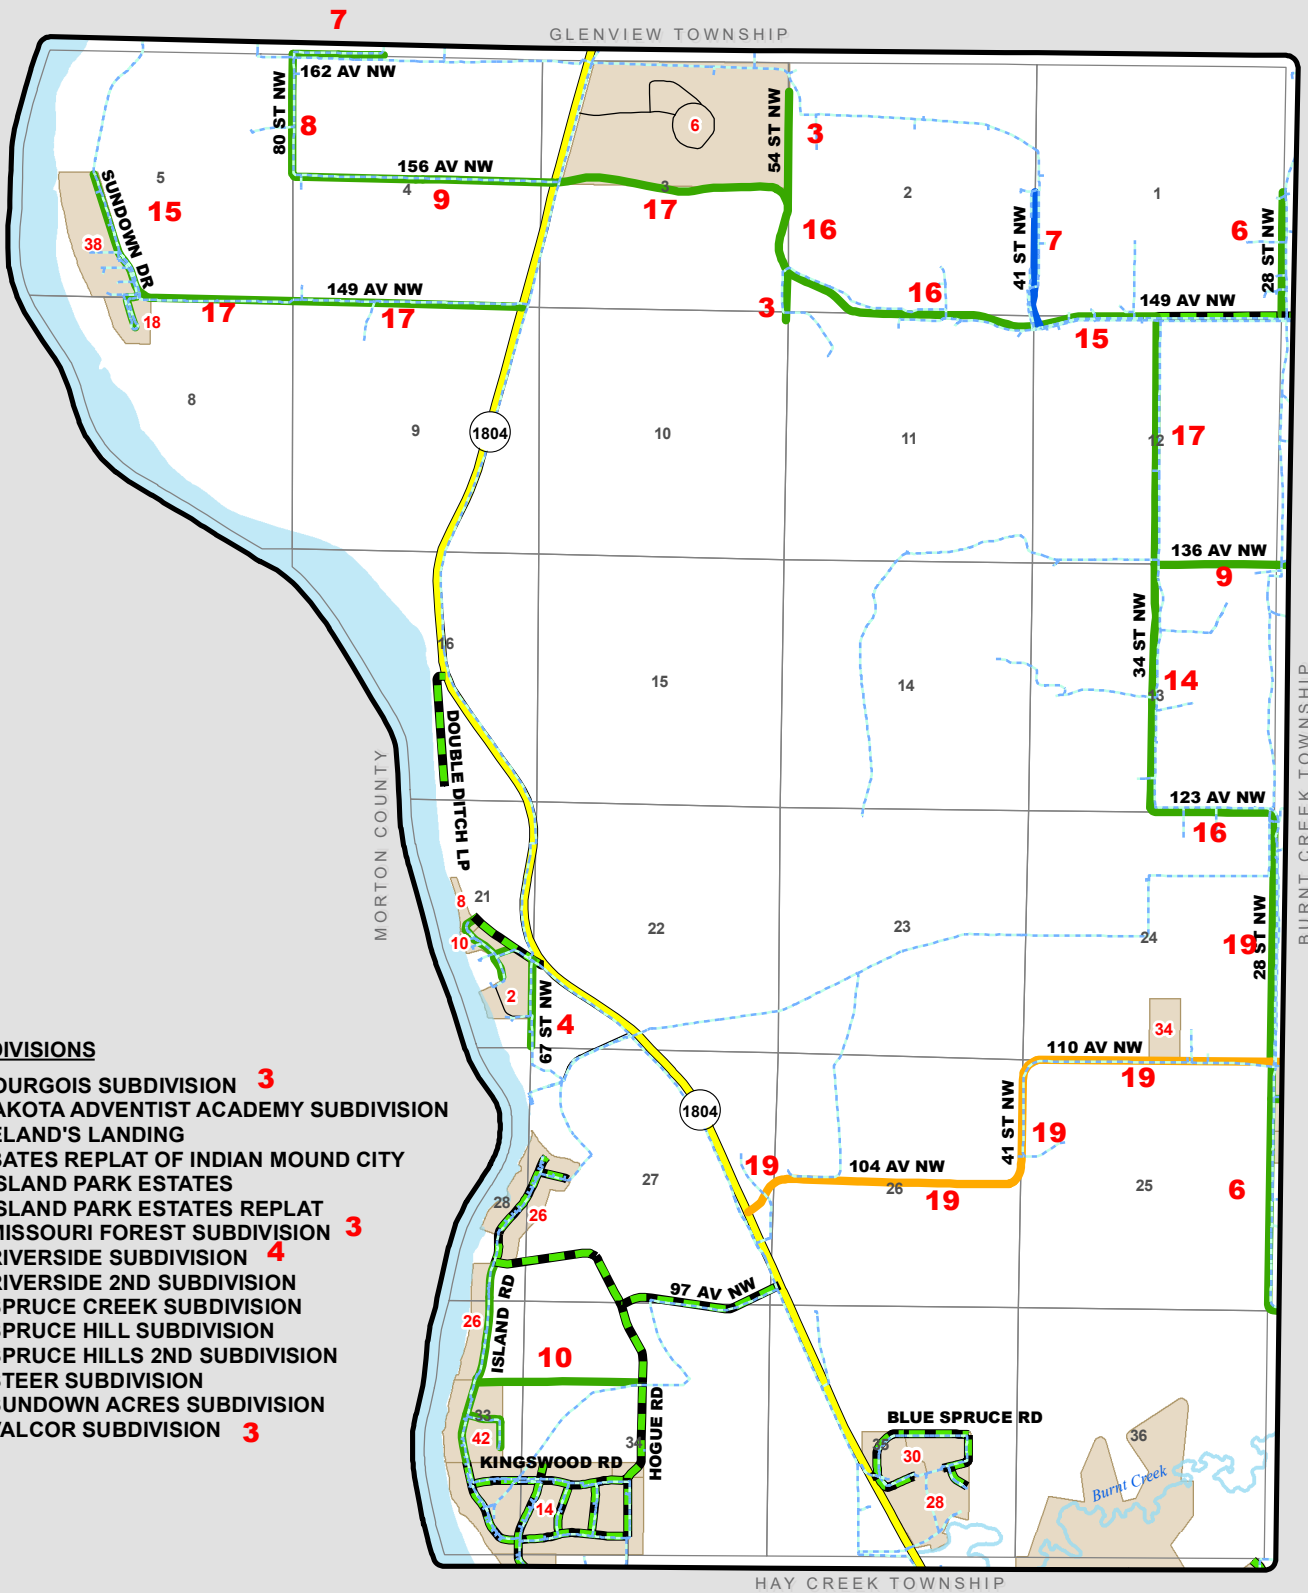 7
GLENVIEW TOWNSHIP
162 AV NW
80 ST NW
8
6
54 ST NW
3
156 AV NW
9
5
4
3
2
1
SUNDOWN DR
15
38
17
16
41 ST NW
7
6
28 ST NW
149 AV NW
18
17
17
3
16
149 AV NW
15
8
9
1804
10
11
12
17
136 AV NW
9
16
34 ST NW
15
14
13
14
DOUBLE DITCH LP
MORTON COUNTY
BURNT CREEK TOWNSHIP
123 AV NW
16
8
21
10
22
23
24
19
28 ST NW
2
67 ST NW
4
34
110 AV NW
19
DIVISIONS
OURGOIS SUBDIVISION 3
AKOTA ADVENTIST ACADEMY SUBDIVISION
ELAND'S LANDING
BATES REPLAT OF INDIAN MOUND CITY
SLAND PARK ESTATES
SLAND PARK ESTATES REPLAT
MISSOURI FOREST SUBDIVISION 3
RIVERSIDE SUBDIVISION 4
RIVERSIDE 2ND SUBDIVISION
SPRUCE CREEK SUBDIVISION
SPRUCE HILL SUBDIVISION
SPRUCE HILLS 2ND SUBDIVISION
STEER SUBDIVISION
SUNDOWN ACRES SUBDIVISION
VALCOR SUBDIVISION 3
1804
41 ST NW
19
19
104 AV NW
27
26
19
25
6
28
26
97 AV NW
ISLAND RD
26
10
33
42
HOGUE RD
34
KINGSWOOD RD
14
BLUE SPRUCE RD
35
30
28
36
Burnt Creek
HAY CREEK TOWNSHIP